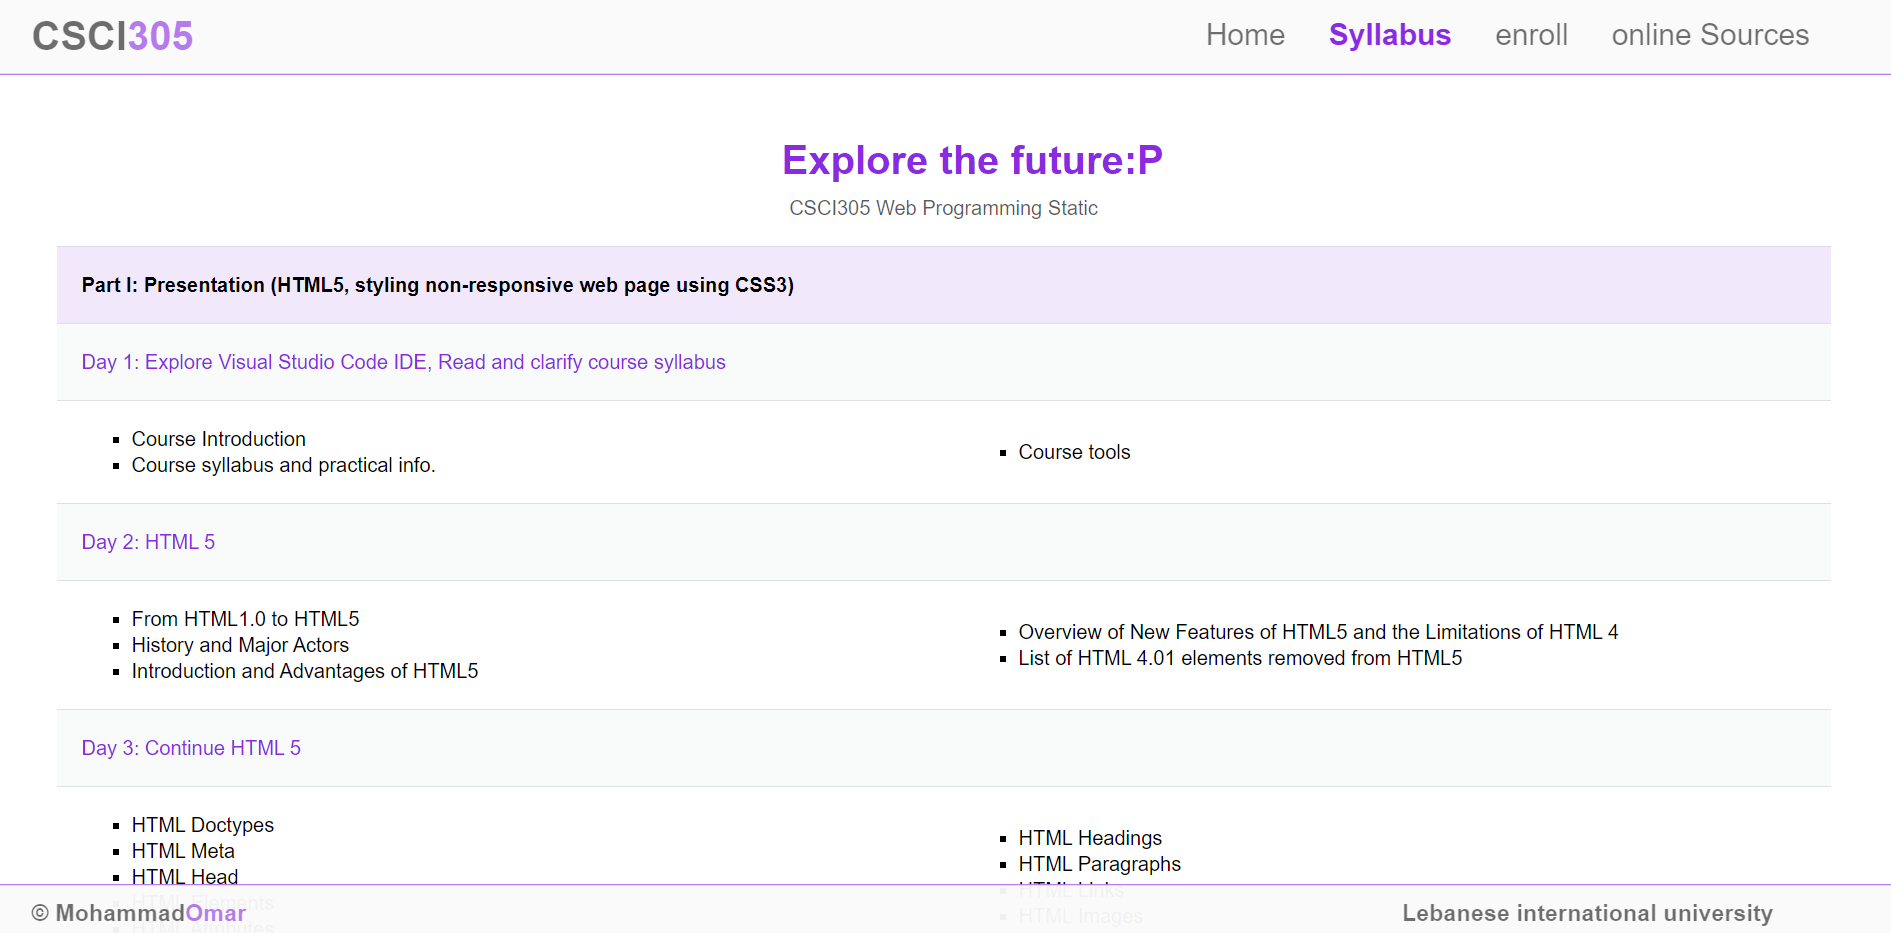 CSCI305
Home Syllabus enroll online Sources
Explore the future:P
CSCI305 Web Programming Static
Part I: Presentation (HTML5, styling non-responsive web page using CSS3)
Day 1: Explore Visual Studio Code IDE, Read and clarify course syllabus
Course Introduction
Course syllabus and practical info.
Course tools
Day 2: HTML 5
From HTML1.0 to HTML5
History and Major Actors
Introduction and Advantages of HTML5
Overview of New Features of HTML5 and the Limitations of HTML 4
List of HTML 4.01 elements removed from HTML5
Day 3: Continue HTML 5
HTML Doctypes
HTML Meta
HTML Head
HTML Elements
HTML Attributes
HTML Headings
HTML Paragraphs
HTML Links
HTML Images
© MohammadOmar
Lebanese international university